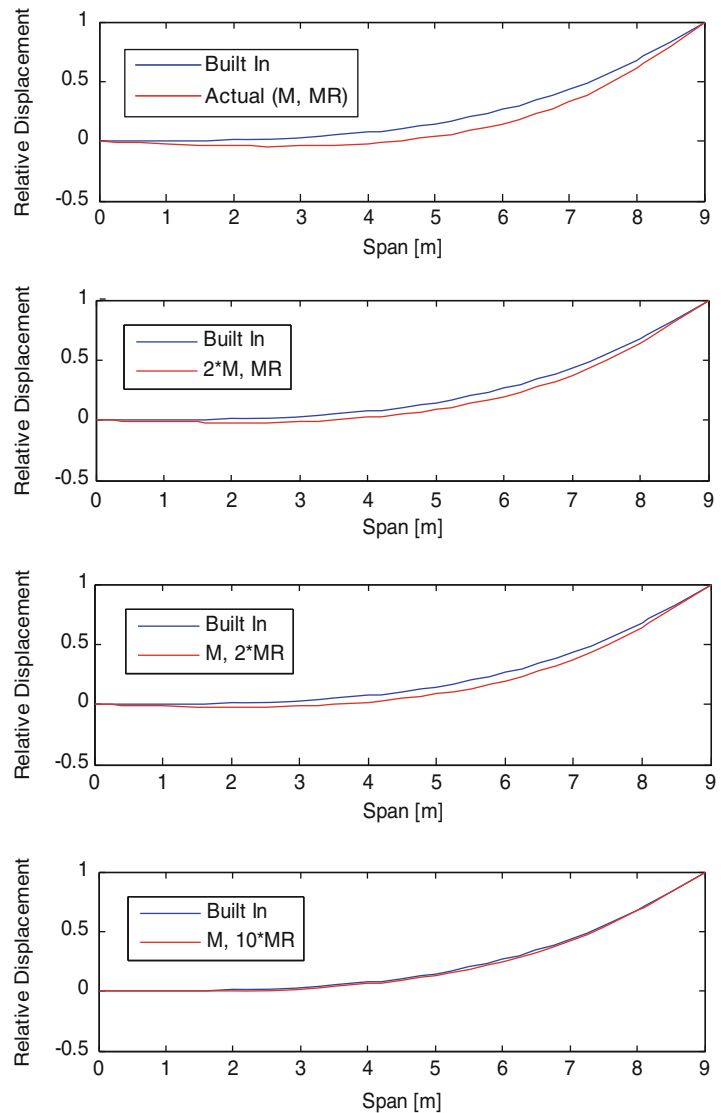 Relative Displacement
1
0.5
0
-0.5
Built In
Actual (M, MR)
0 1 2 3 4 5 6 7 8 9
Span [m]
Relative Displacement
1
0.5
0
-0.5
Built In
2*M, MR
0 1 2 3 4 5 6 7 8 9
Span [m]
Relative Displacement
1
0.5
0
-0.5
Built In
M, 2*MR
0 1 2 3 4 5 6 7 8 9
Span [m]
Relative Displacement
1
0.5
0
-0.5
Built In
M, 10*MR
0 1 2 3 4 5 6 7 8 9
Span [m]